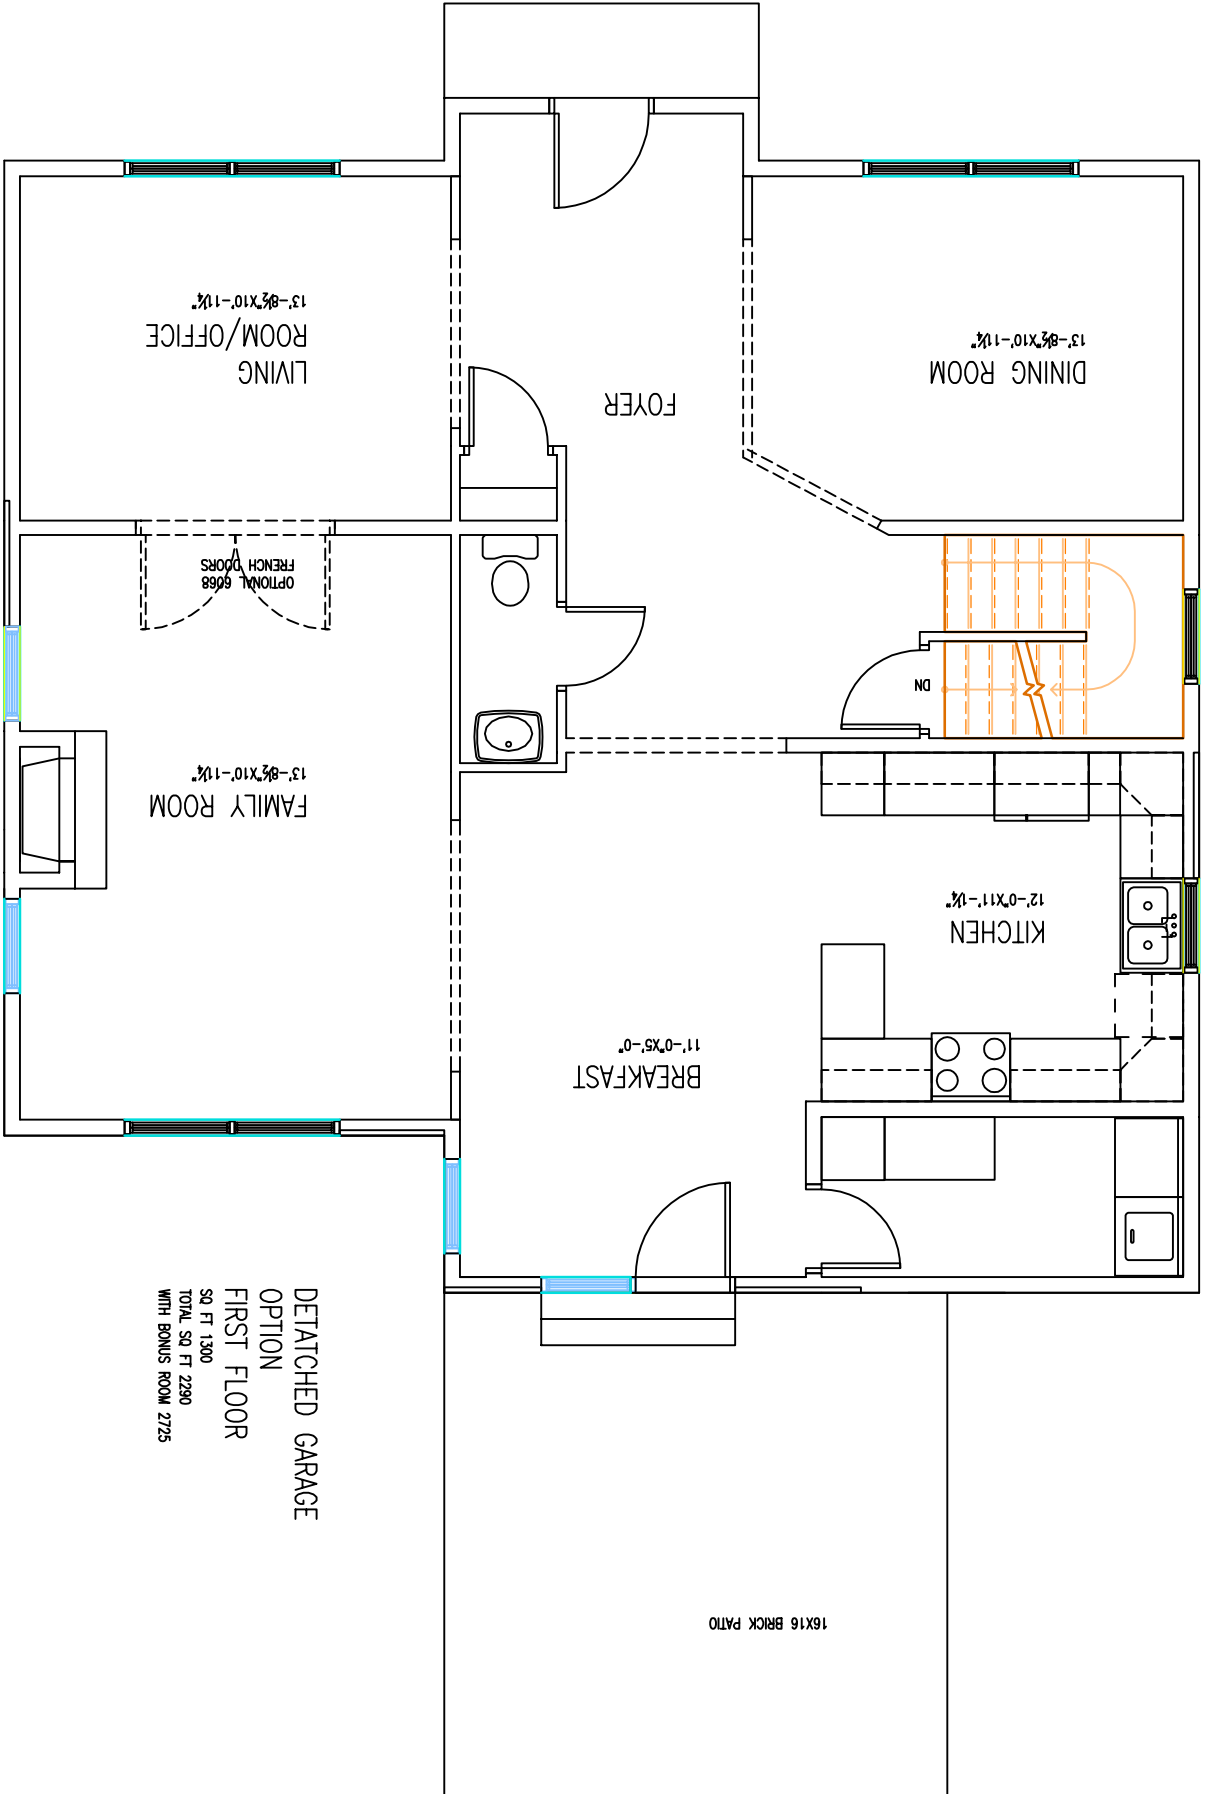 16X16 BRICK PATIO
BREAKFAST
11'-0"X5'-0"
KITCHEN
12'-0"X11'-1¼"
FAMILY ROOM
13'-8½"X10'-11¼"
DN
OPTIONAL 6068
FRENCH DOORS
FOYER
DINING ROOM
13'-8½"X10'-11¼"
LIVING
ROOM/OFFICE
13'-8½"X10'-11¼"
DETATCHED GARAGE
OPTION
FIRST FLOOR
SQ FT 1300
TOTAL SQ FT 2290
WITH BONUS ROOM 2725